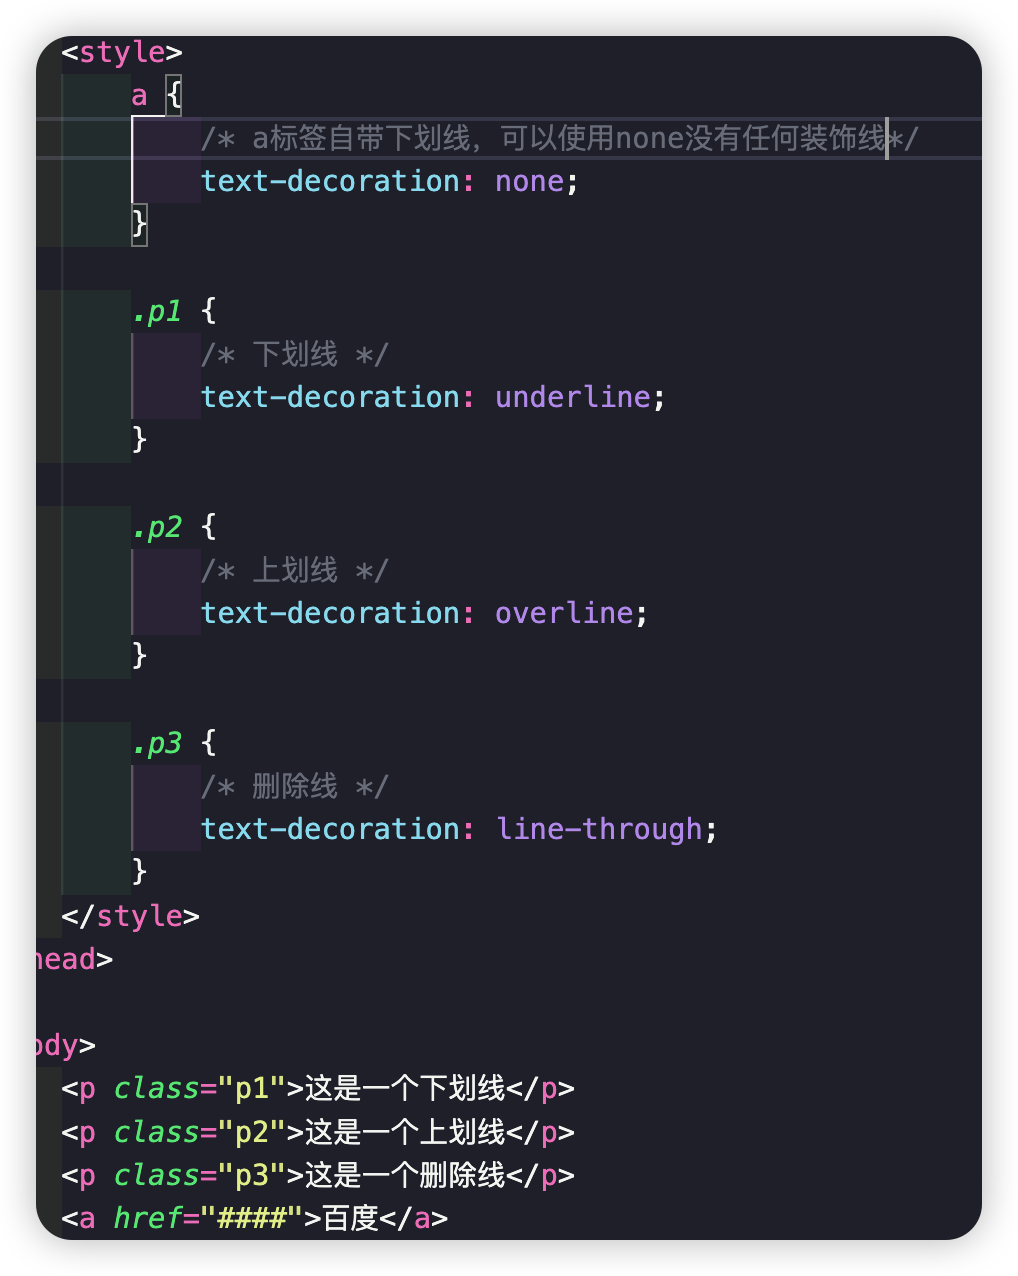 <style>
a {
/* a标签自带下划线，可以使用none没有任何装饰线*/
text-decoration: none;
}
.p1 {
/* 下划线 */
text-decoration: underline;
}
.p2 {
/* 上划线 */
text-decoration: overline;
}
.p3 {
/* 删除线 */
text-decoration: line-through;
}
</style>
head>
ody>
<p class="p1">这是一个下划线</p>
<p class="p2">这是一个上划线</p>
<p class="p3">这是一个删除线</p>
<a href="####">百度</a>